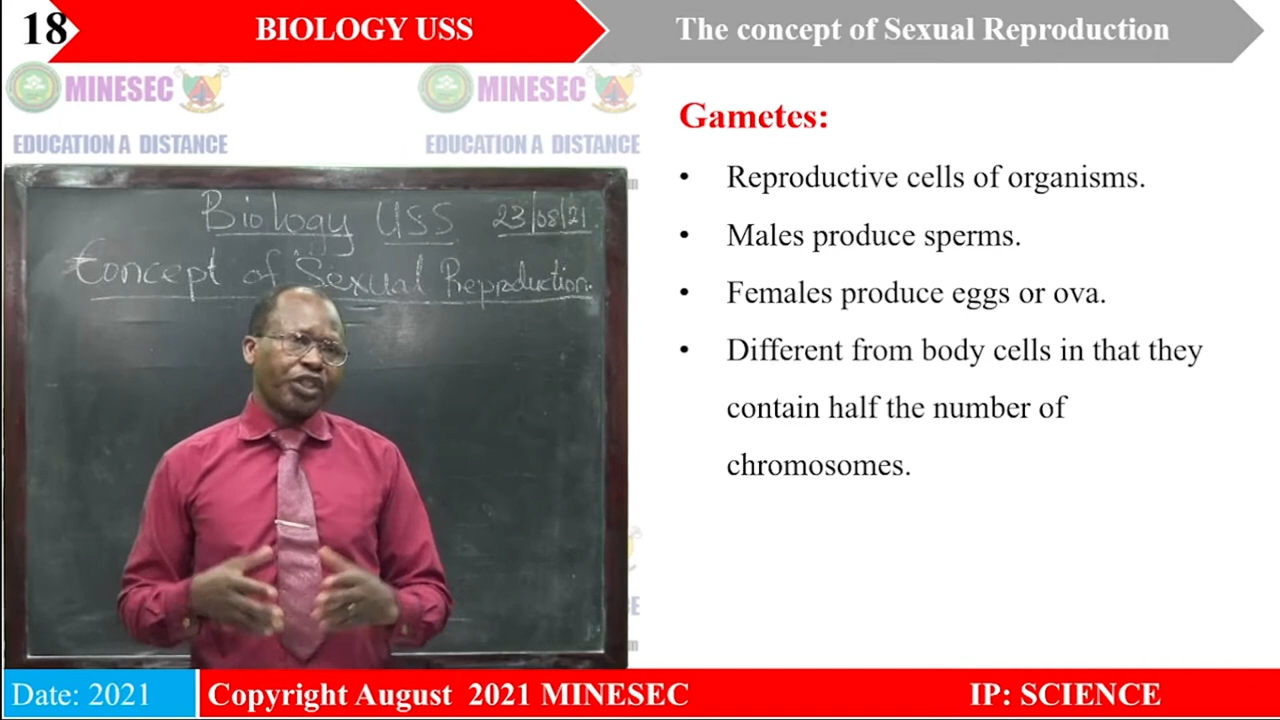 18
BIOLOGY USS
The concept of Sexual Reproduction
MINESEC
MINESEC
EDUCATION A DISTANCE
EDUCATION A DISTANCE
Biology USS 23/08/21
Concept of Sexual Reproduction.
Gametes:
• Reproductive cells of organisms.
• Males produce sperms.
• Females produce eggs or ova.
• Different from body cells in that they
contain half the number of
chromosomes.
Date: 2021
Copyright August 2021 MINESEC
IP: SCIENCE